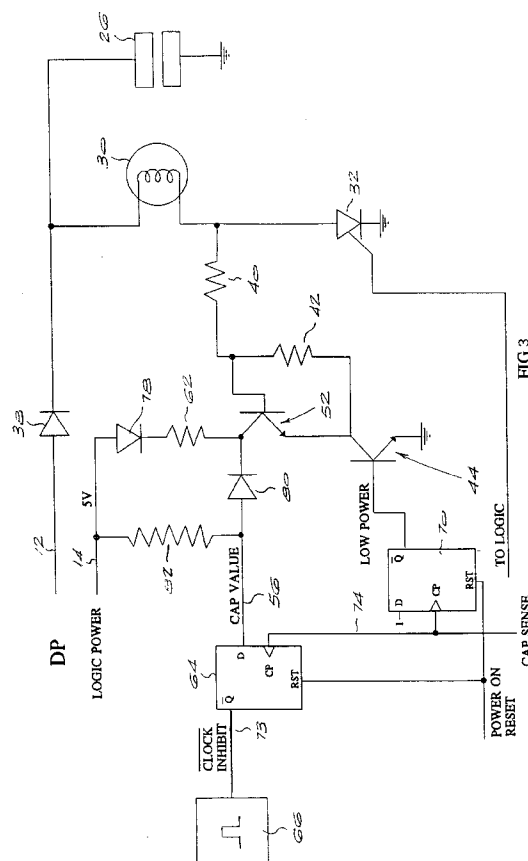 DP
12
38
26
30
LOGIC POWER
14
5V
78
82
62
40
42
52
80
CAP VALUE
56
32
CLOCK
INHIBIT
73
64
Q
D
CP
RST
66
LOW POWER
44
70
1
D
Q
CP
RST
74
POWER ON
RESET
CAP SENSE
TO LOGIC
FIG 3